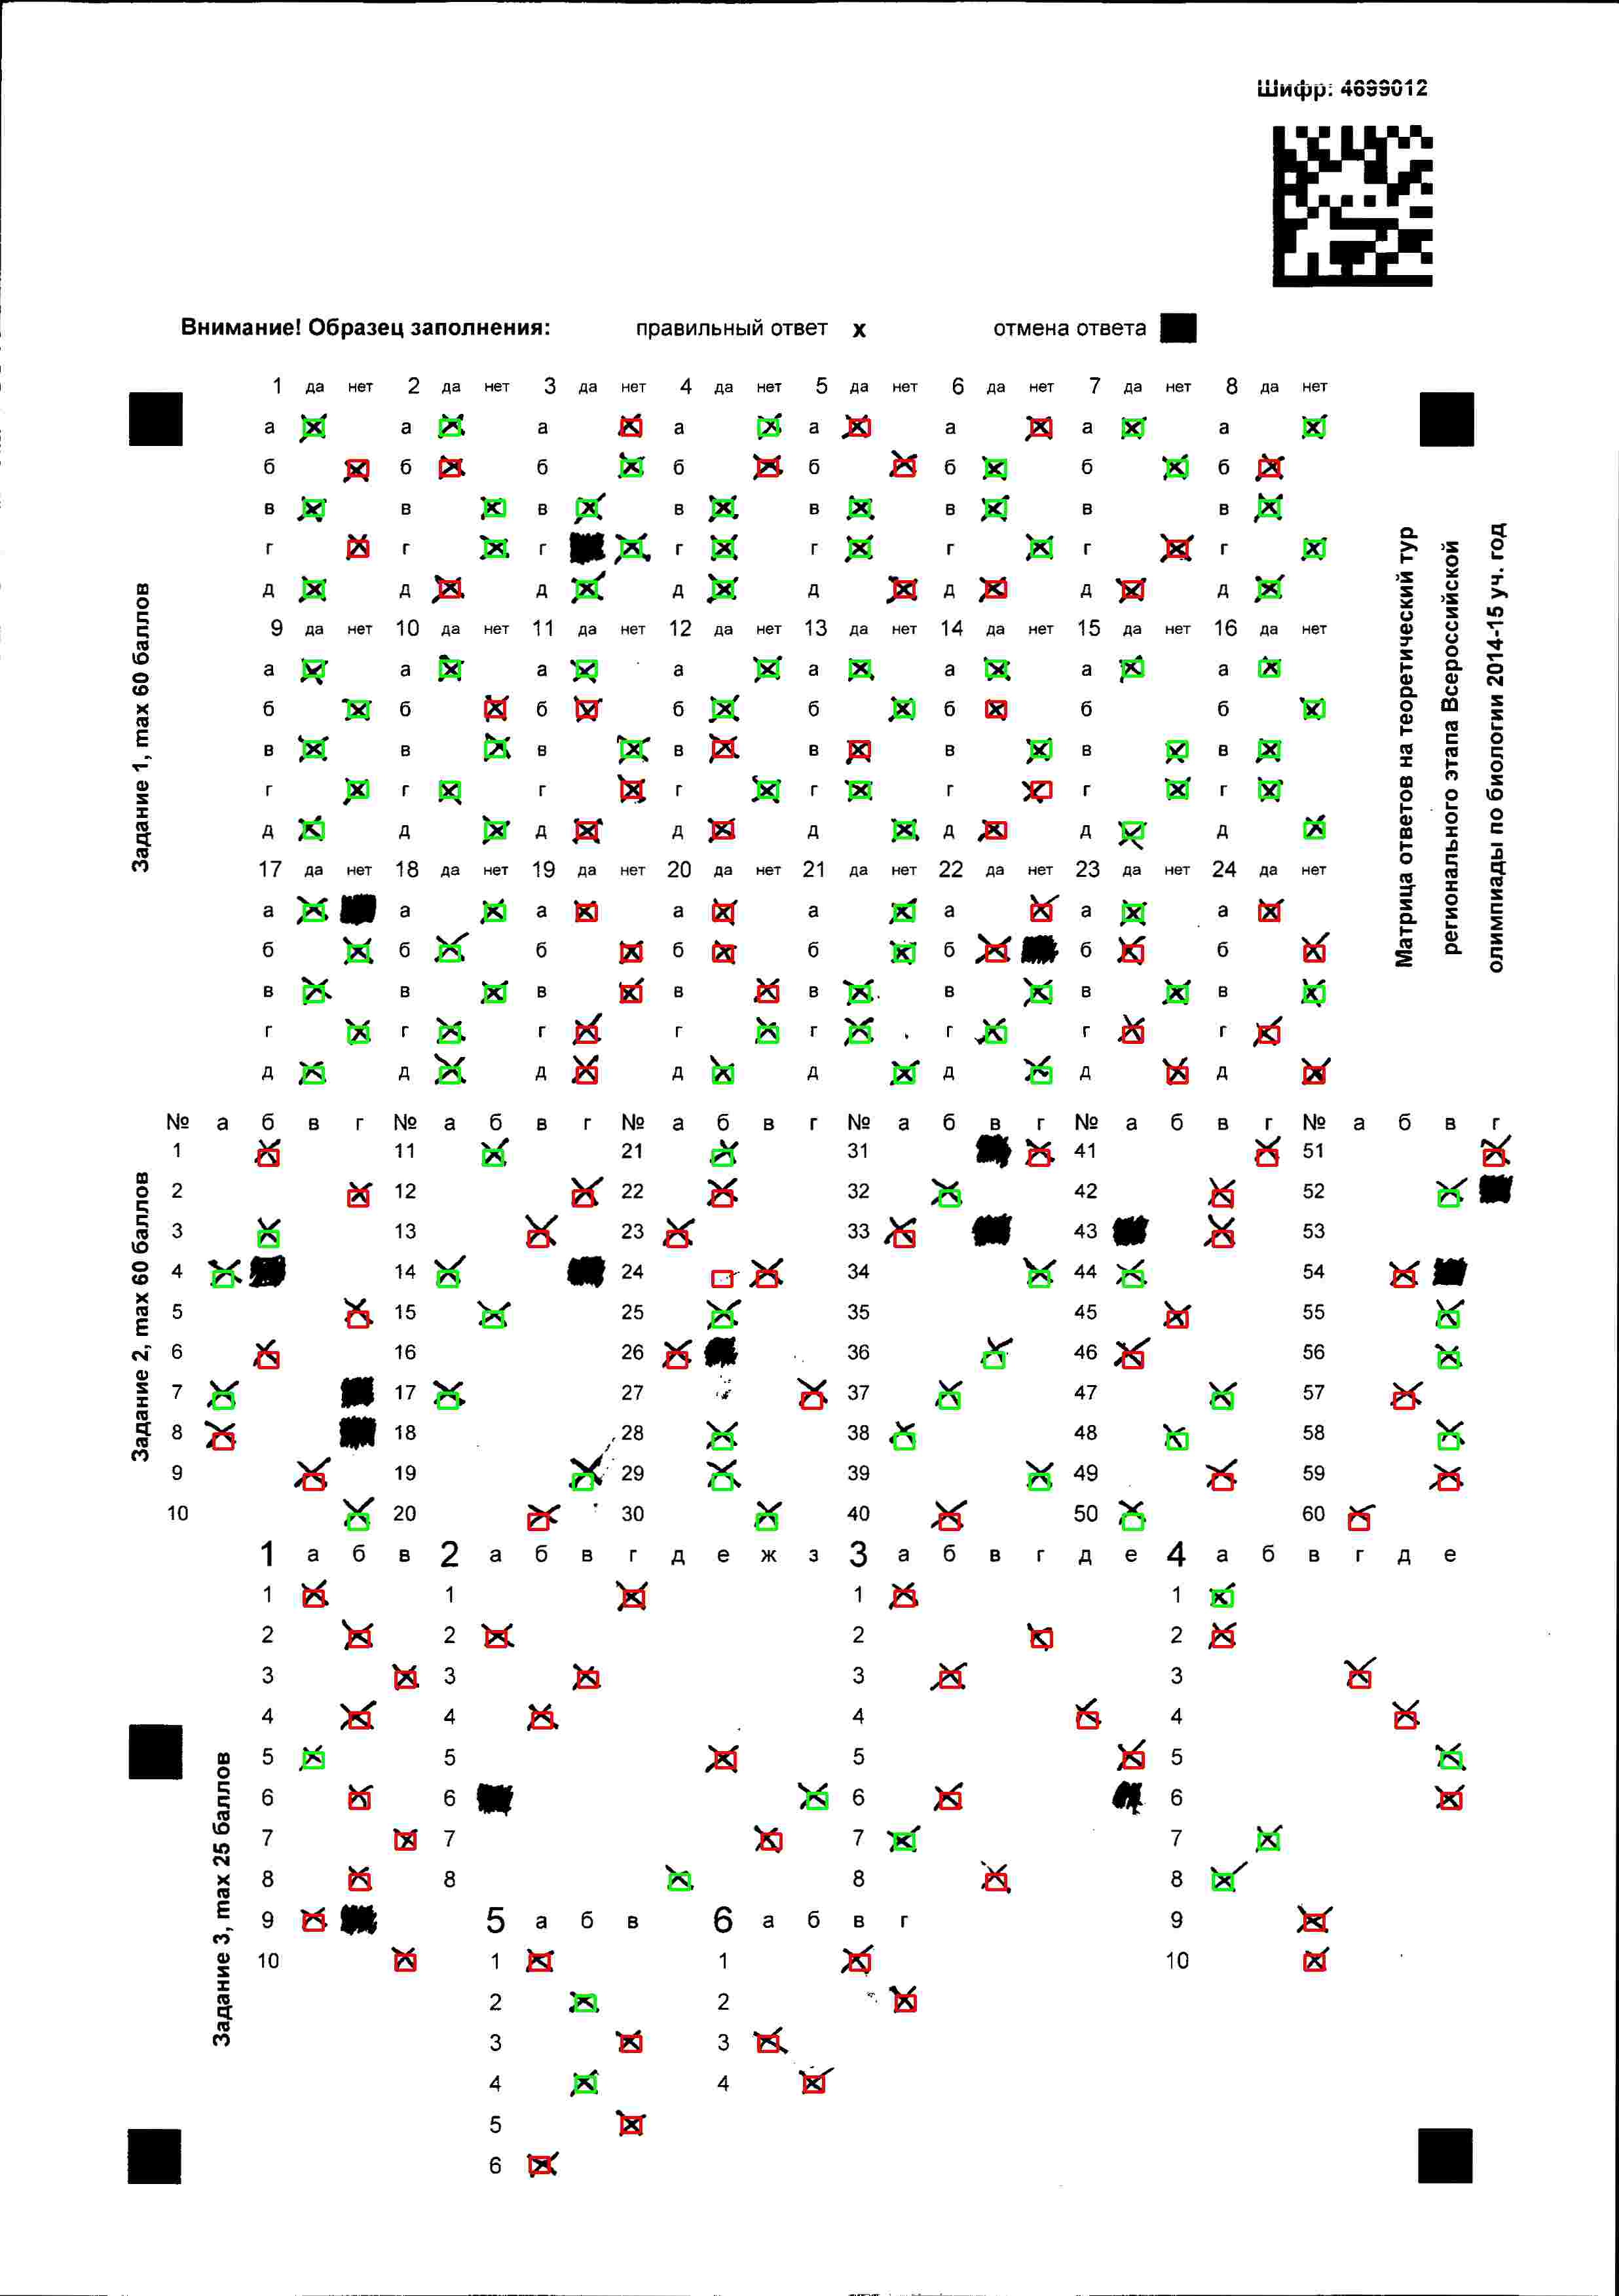 Шифр: 4699012
Внимание! Образец заполнения: правильный ответ x отмена ответа
1 да нет 2 да нет 3 да нет 4 да нет 5 да нет 6 да нет 7 да нет 8 да нет
а а а а а а а а
б б б б б б б б
в в в в в в в в
г г г г г г г г
д д д д д д д д
9 да нет 10 да нет 11 да нет 12 да нет 13 да нет 14 да нет 15 да нет 16 да нет
а а а а а а а а
б б б б б б б б
в в в в в в в в
г г г г г г г г
д д д д д д д д
17 да нет 18 да нет 19 да нет 20 да нет 21 да нет 22 да нет 23 да нет 24 да нет
а а а а а а а а
б б б б б б б б
в в в в в в в в
г г г г г г г г
д д д д д д д д
Задание 1, max 60 баллов
Матрица ответов на теоретический тур
регионального этапа Всероссийской
олимпиады по биологии 2014-15 уч. год
№ а б в г № а б в г № а б в г № а б в г № а б в г № а б в г
1 11 21 31 41 51
2 12 22 32 42 52
3 13 23 33 43 53
4 14 24 34 44 54
5 15 25 35 45 55
6 16 26 36 46 56
7 17 27 37 47 57
8 18 28 38 48 58
9 19 29 39 49 59
10 20 30 40 50 60
Задание 2, max 60 баллов
1 а б в 2 а б в г д е ж з 3 а б в г д е 4 а б в г д е
1 1 1 1
2 2 2 2
3 3 3 3
4 4 4 4
5 5 5 5
6 6 6 6
7 7 7 7
8 8 8 8
9 5 а б в 6 а б в г 9
10 1 1 10
2 2
3 3
4 4
5
6
Задание 3, max 25 баллов